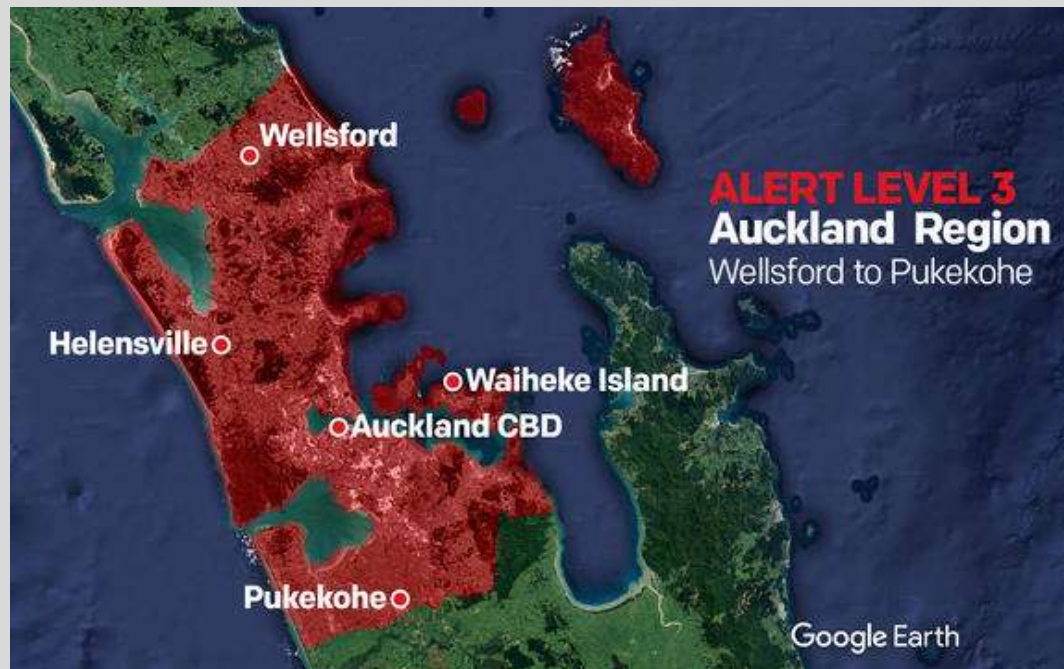 Wellsford
ALERT LEVEL 3
Auckland Region
Wellsford to Pukekohe
Helensville
Waiheke Island
Auckland CBD
Pukekohe
Google Earth